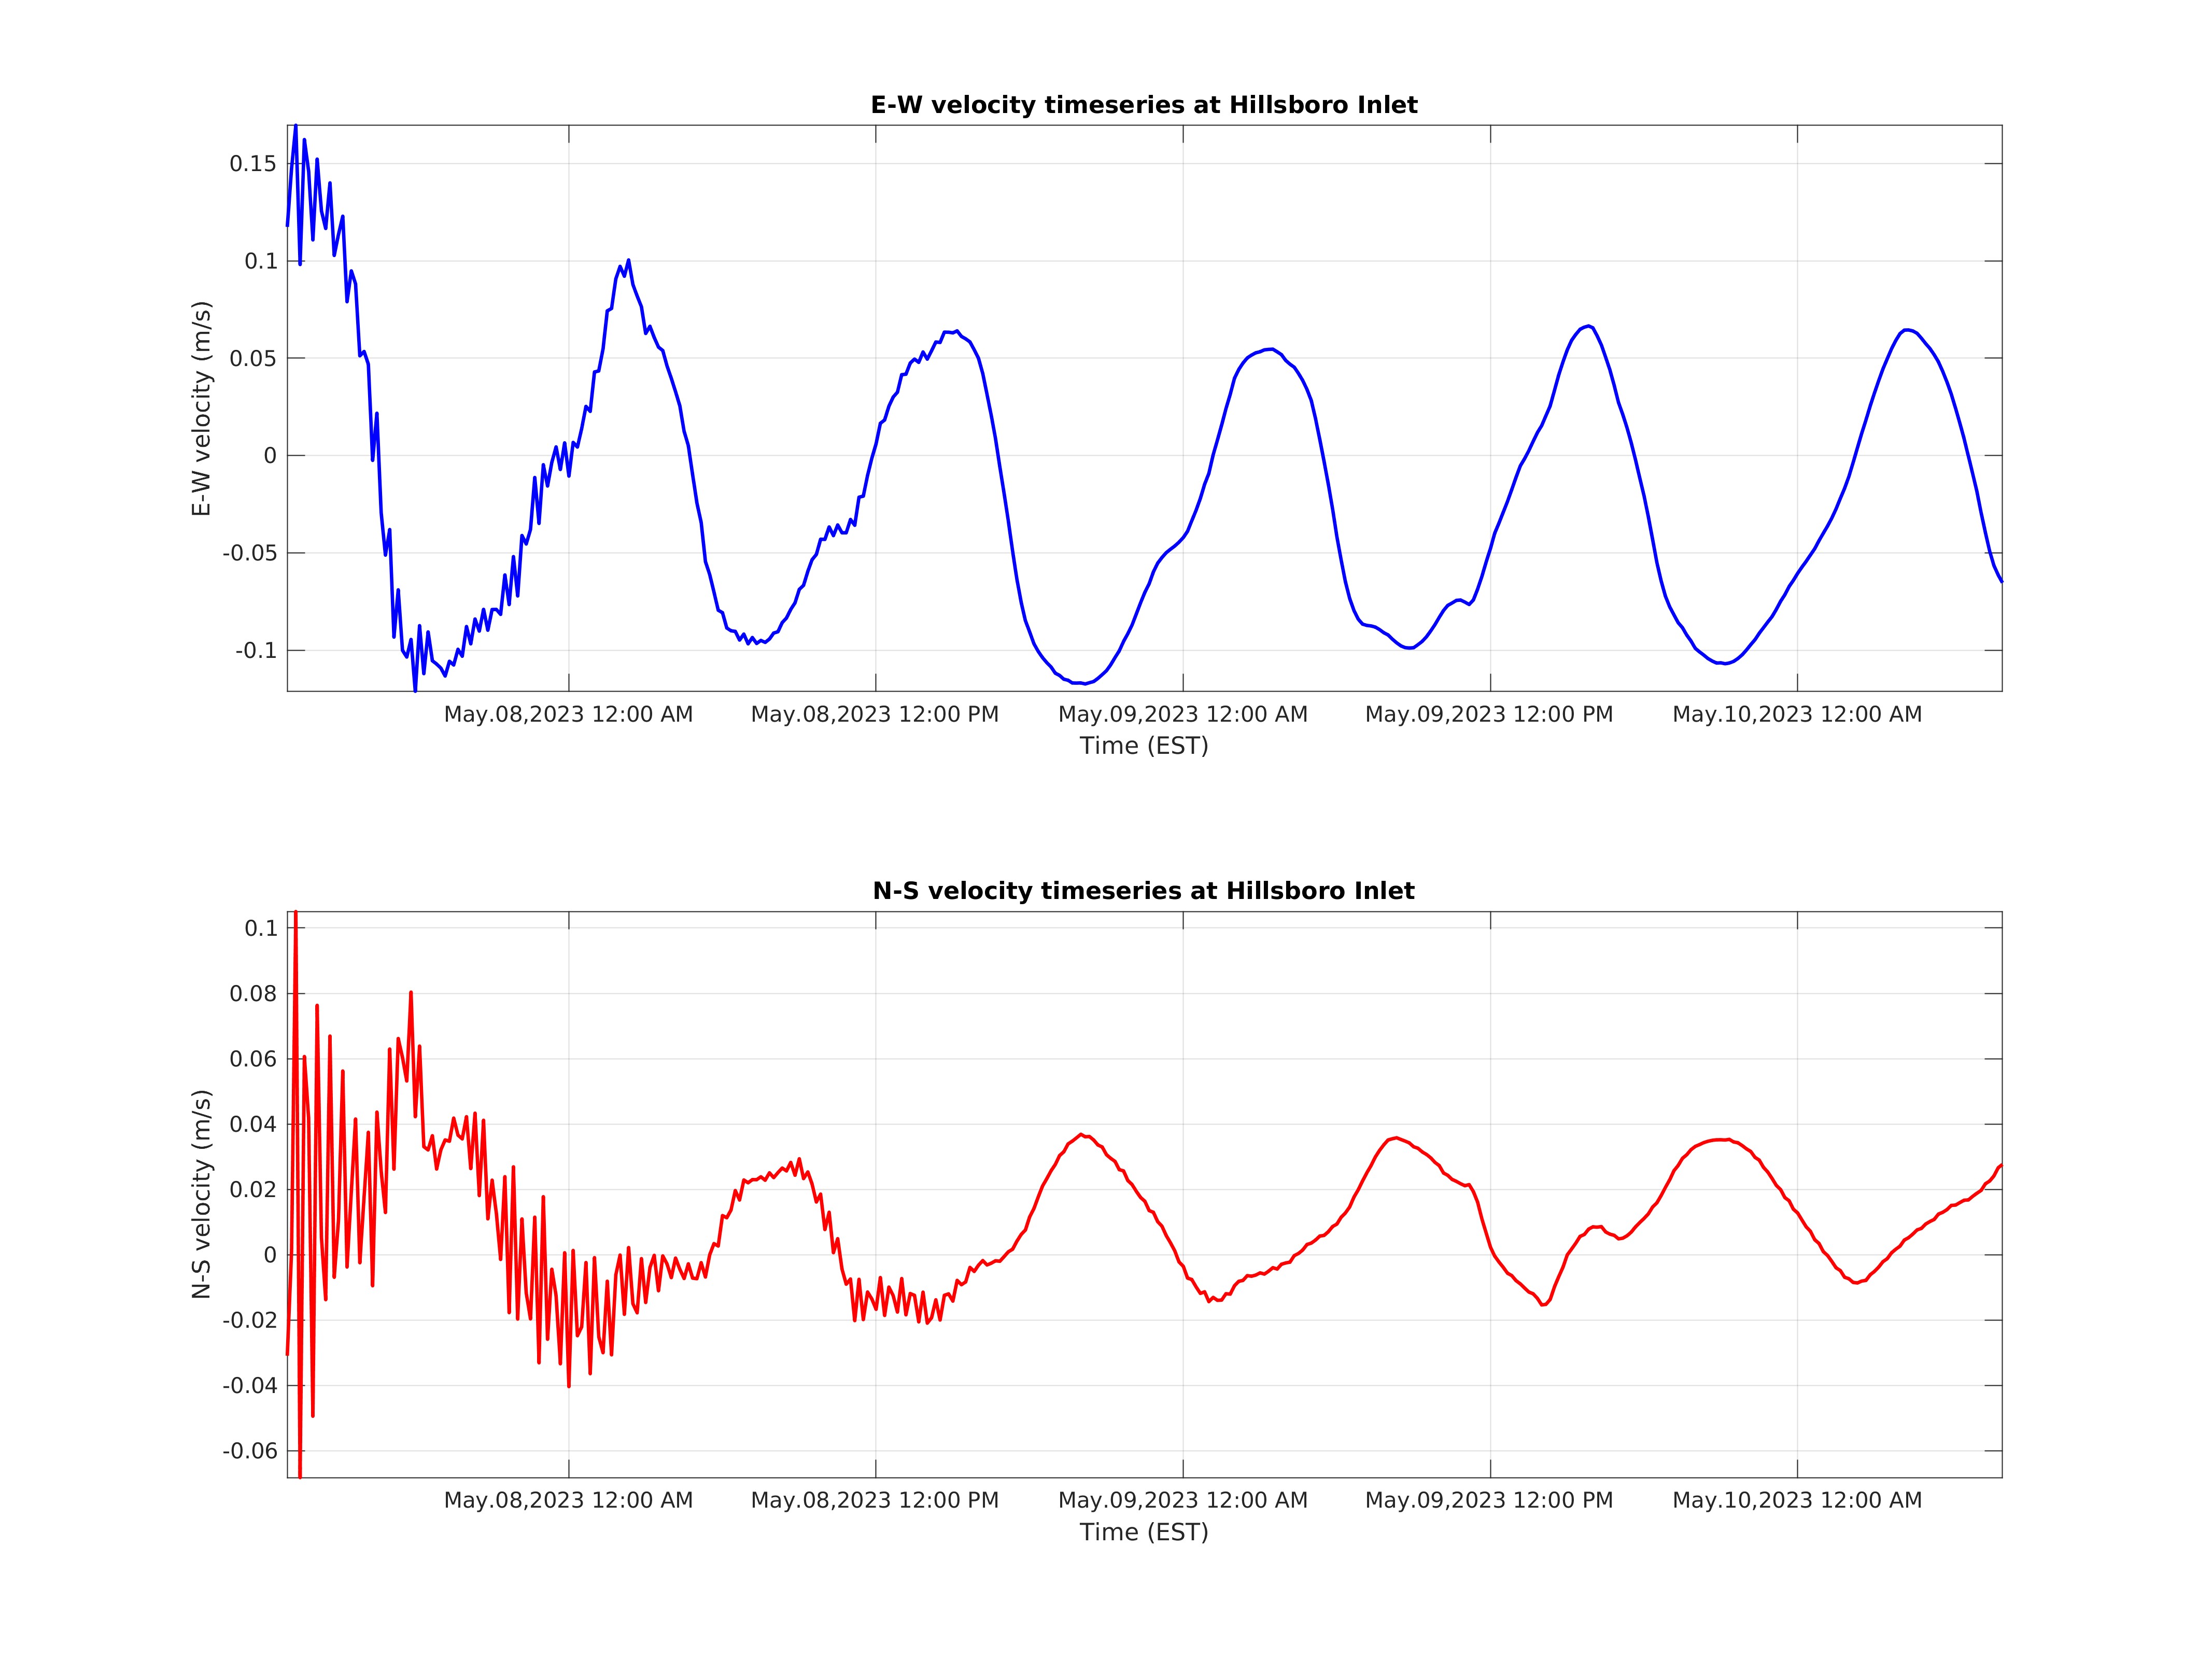 E-W velocity timeseries at Hillsboro Inlet
0.15
0.1
0.05
0
-0.05
-0.1
E-W velocity (m/s)
May.08,2023 12:00 AM May.08,2023 12:00 PM May.09,2023 12:00 AM May.09,2023 12:00 PM May.10,2023 12:00 AM
Time (EST)
N-S velocity timeseries at Hillsboro Inlet
0.1
0.08
0.06
0.04
0.02
0
-0.02
-0.04
-0.06
N-S velocity (m/s)
May.08,2023 12:00 AM May.08,2023 12:00 PM May.09,2023 12:00 AM May.09,2023 12:00 PM May.10,2023 12:00 AM
Time (EST)